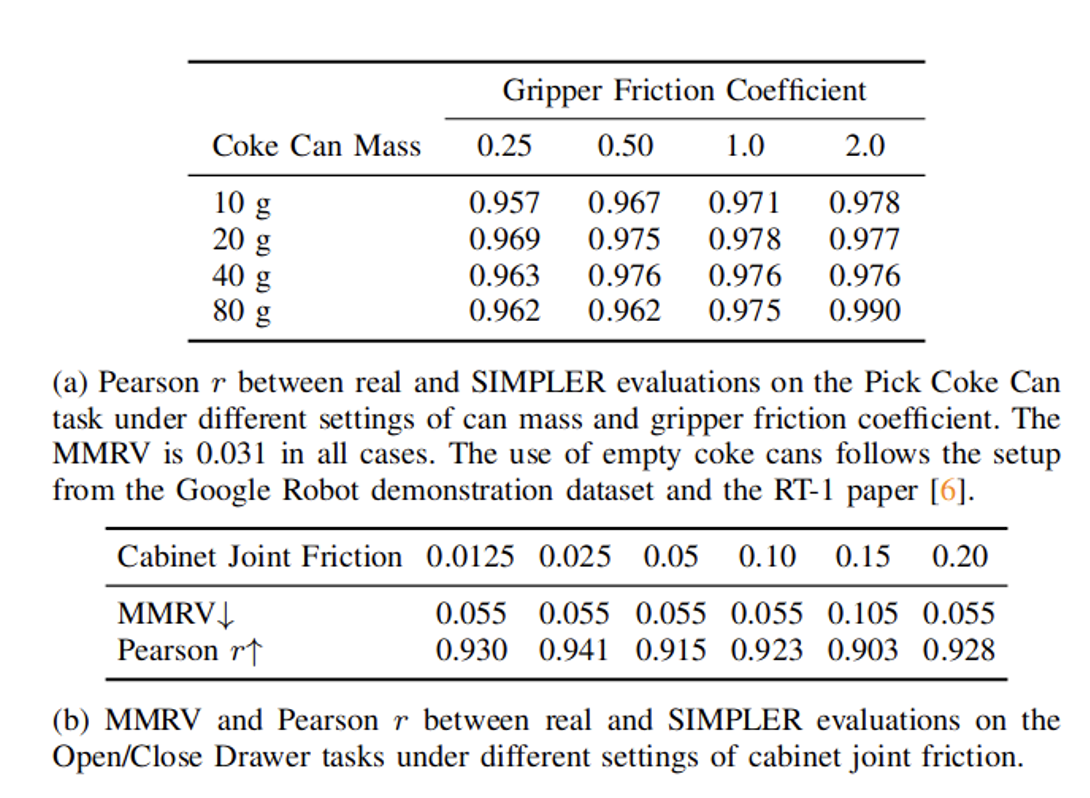 Gripper Friction Coefficient
Coke Can Mass 0.25 0.50 1.0 2.0
10 g 0.957 0.967 0.971 0.978
20 g 0.969 0.975 0.978 0.977
40 g 0.963 0.976 0.976 0.976
80 g 0.962 0.962 0.975 0.990
(a) Pearson r between real and SIMPLER evaluations on the Pick Coke Can
task under different settings of can mass and gripper friction coefficient. The
MMRV is 0.031 in all cases. The use of empty coke cans follows the setup
from the Google Robot demonstration dataset and the RT-1 paper [6].
Cabinet Joint Friction 0.0125 0.025 0.05 0.10 0.15 0.20
MMRV↓ 0.055 0.055 0.055 0.055 0.105 0.055
Pearson r↑ 0.930 0.941 0.915 0.923 0.903 0.928
(b) MMRV and Pearson r between real and SIMPLER evaluations on the
Open/Close Drawer tasks under different settings of cabinet joint friction.